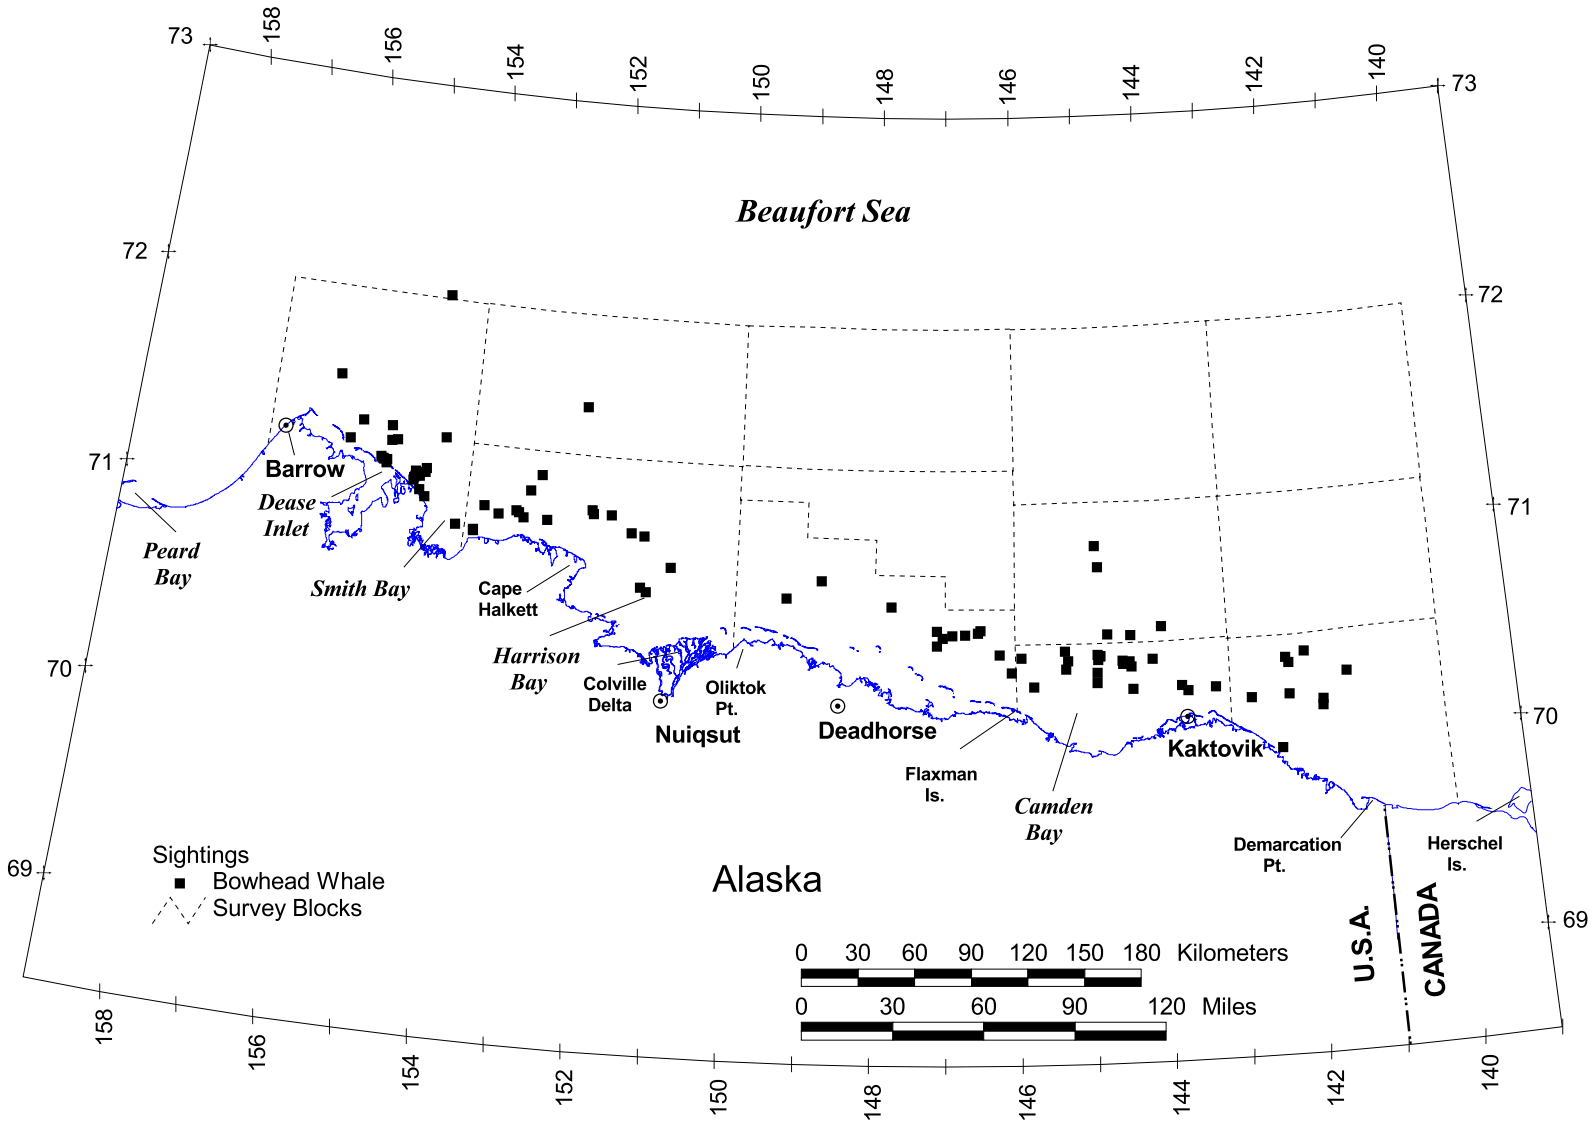 158
156
154
152
150
148
146
144
142
140
73
73
Beaufort Sea
72
72
71
71
Barrow
Dease
Inlet
Peard
Bay
Smith Bay
Cape
Halkett
Harrison
Bay
70
Colville
Delta
Oliktok
Pt.
70
Nuiqsut
Deadhorse
Kaktovik
Flaxman
Is.
Camden
Bay
Demarcation
Pt.
Herschel
Is.
69
Sightings
Bowhead Whale
Survey Blocks
Alaska
U.S.A.
CANADA
69
0 30 60 90 120 150 180 Kilometers
0 30 60 90 120 Miles
158
156
154
152
150
148
146
144
142
140